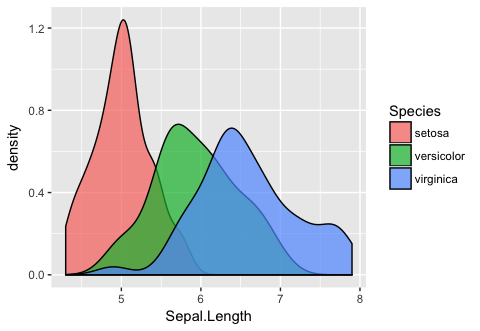 1.2
0.8
0.4
0.0
density
5
6
7
8
Sepal.Length
Species
setosa
versicolor
virginica